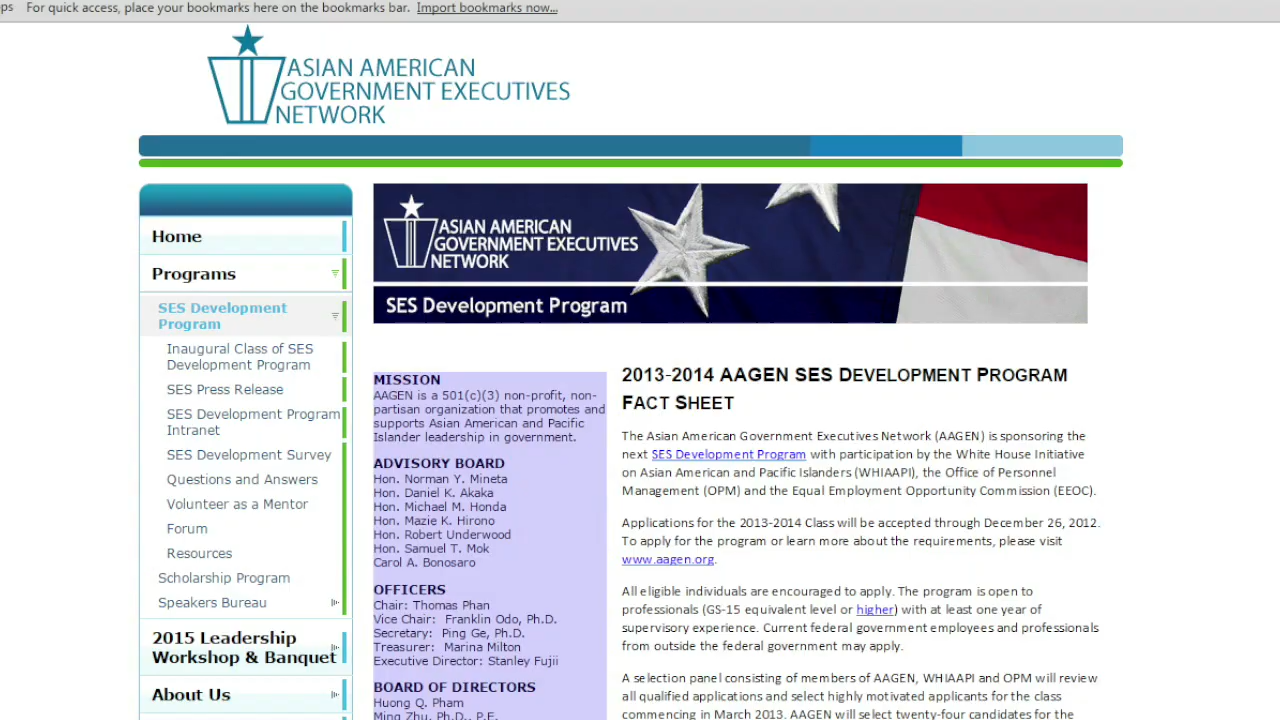 ps For quick access, place your bookmarks here on the bookmarks bar. Import bookmarks now...
ASIAN AMERICAN
GOVERNMENT EXECUTIVES
NETWORK
ASIAN AMERICAN
GOVERNMENT EXECUTIVES
NETWORK
SES Development Program
Home
Programs
SES Development
Program
Inaugural Class of SES
Development Program
SES Press Release
SES Development Program
Intranet
SES Development Survey
Questions and Answers
Volunteer as a Mentor
Forum
Resources
Scholarship Program
Speakers Bureau
2015 Leadership
Workshop & Banquet
About Us
MISSION
AAGEN is a 501(c)(3) non-profit, non-
partisan organization that promotes and
supports Asian American and Pacific
Islander leadership in government.
ADVISORY BOARD
Hon. Norman Y. Mineta
Hon. Daniel K. Akaka
Hon. Michael M. Honda
Hon. Mazie K. Hirono
Hon. Robert Underwood
Hon. Samuel T. Mok
Carol A. Bonosaro
OFFICERS
Chair: Thomas Phan
Vice Chair: Franklin Odo, Ph.D.
Secretary: Ping Ge, Ph.D.
Treasurer: Marina Milton
Executive Director: Stanley Fujii
BOARD OF DIRECTORS
Huong Q. Pham
Ming Zhu, Ph.D., P.E.
2013-2014 AAGEN SES DEVELOPMENT PROGRAM
FACT SHEET
The Asian American Government Executives Network (AAGEN) is sponsoring the
next SES Development Program with participation by the White House Initiative
on Asian American and Pacific Islanders (WHIAAPI), the Office of Personnel
Management (OPM) and the Equal Employment Opportunity Commission (EEOC).
Applications for the 2013-2014 Class will be accepted through December 26, 2012.
To apply for the program or learn more about the requirements, please visit
www.aagen.org.
All eligible individuals are encouraged to apply. The program is open to
professionals (GS-15 equivalent level or higher) with at least one year of
supervisory experience. Current federal government employees and professionals
from outside the federal government may apply.
A selection panel consisting of members of AAGEN, WHIAAPI and OPM will review
all qualified applications and select highly motivated applicants for the class
commencing in March 2013. AAGEN will select twenty-four candidates for the